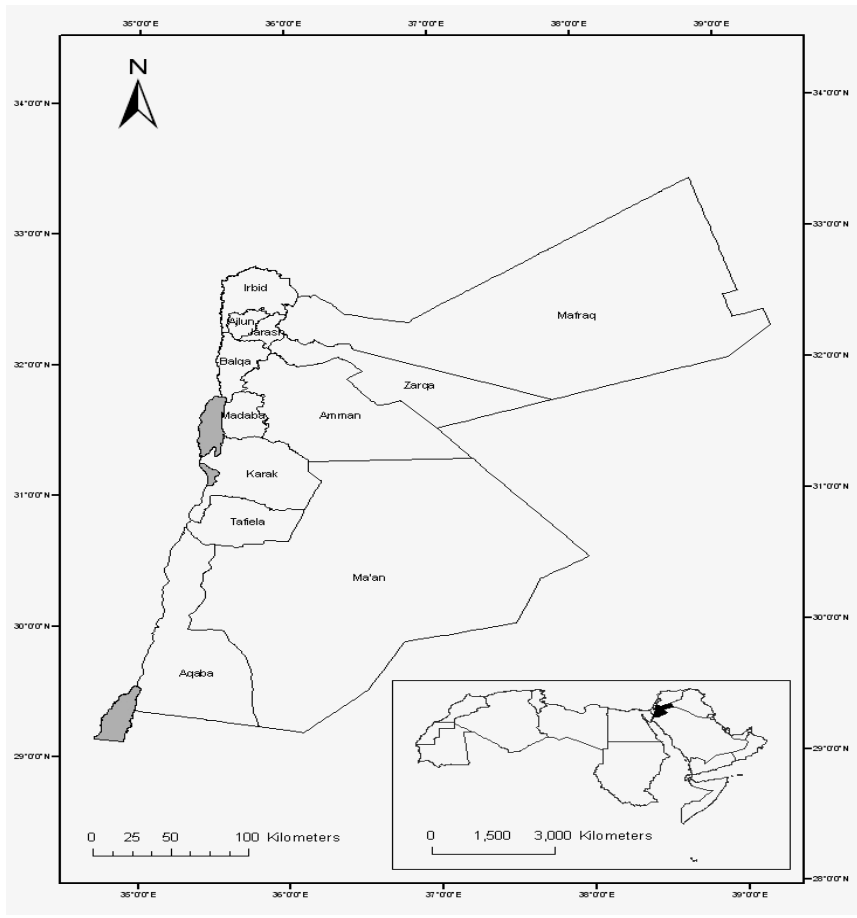 35°0'0"E 36°0'0"E 37°0'0"E 38°0'0"E 39°0'0"E
N
34°0'0"N 34°0'0"N
33°0'0"N 33°0'0"N
Irbid
Mafraq
Ajlun
Jarash
32°0'0"N 32°0'0"N
Balqa
Zarqa
Madaba
Amman
Karak
31°0'0"N 31°0'0"N
Tafiela
Ma'an
30°0'0"N 30°0'0"N
Aqaba
29°0'0"N 29°0'0"N
0 25 50 100 Kilometers
0 1,500 3,000 Kilometers
28°0'0"N
35°0'0"E 36°0'0"E 37°0'0"E 38°0'0"E 39°0'0"E